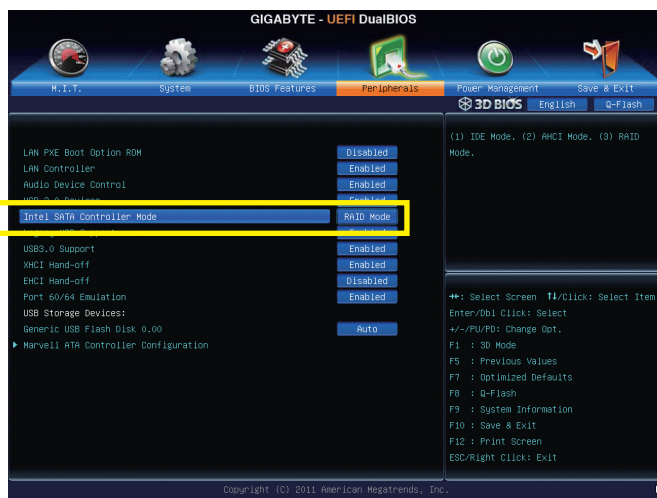 GIGABYTE - UEFI DualBIOS
M.I.T. System BIOS Features Peripherals Power Management Save & Exit
3D BIOS English Q-Flash
(1) IDE Mode. (2) AHCI Mode. (3) RAID
Mode.
LAN PXE Boot Option ROM Disabled
LAN Controller Enabled
Audio Device Control Enabled
Intel SATA Controller Mode RAID Mode
USB3.0 Support Enabled
XHCI Hand-off Enabled
EHCI Hand-off Disabled
Port 60/64 Emulation Enabled
USB Storage Devices:
Generic USB Flash Disk 0.00 Auto
Marvell ATA Controller Configuration
→←: Select Screen ↑↓/Click: Select Item
Enter/Dbl Click: Select
+/-/PU/PD: Change Opt.
F1 : 3D Mode
F5 : Previous Values
F7 : Optimized Defaults
F8 : Q-Flash
F9 : System Information
F10 : Save & Exit
F12 : Print Screen
ESC/Right Click: Exit
Copyright (C) 2011 American Megatrends, Inc.